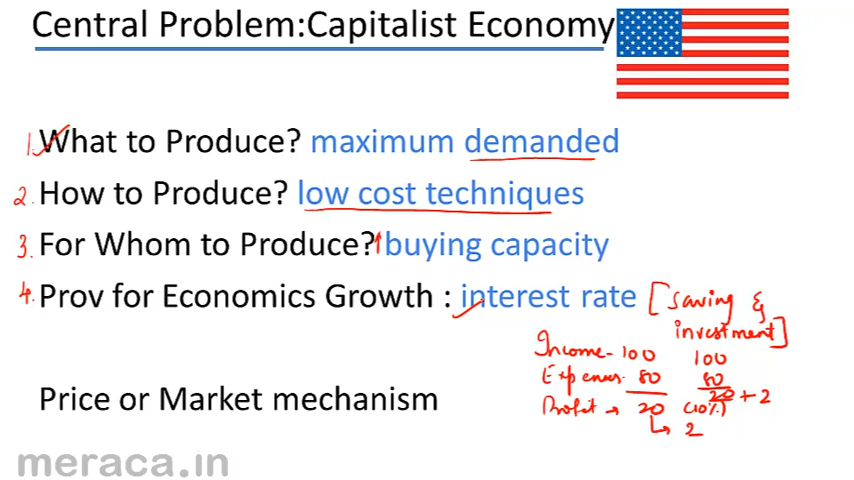 Central Problem:Capitalist Economy
1. What to Produce? maximum demanded
2. How to Produce? low cost techniques
3. For Whom to Produce? ↑ buying capacity
4. Prov for Economics Growth : interest rate [Saving &
investment]
Income - 100 100
Expenses - 80 80
Profit → 20 (10%) 20 + 2
↳ 2
Price or Market mechanism
meraca.in